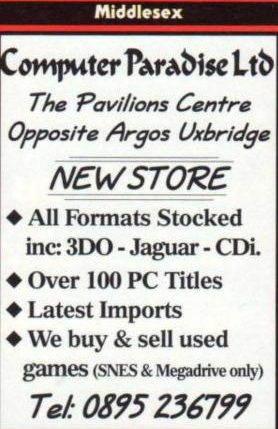 Middlesex
Computer Paradise Ltd
The Pavilions Centre
Opposite Argos Uxbridge
NEW STORE
◆ All Formats Stocked
inc: 3DO - Jaguar - CDi.
◆ Over 100 PC Titles
◆ Latest Imports
◆ We buy & sell used
games (SNES & Megadrive only)
Tel: 0895 236799